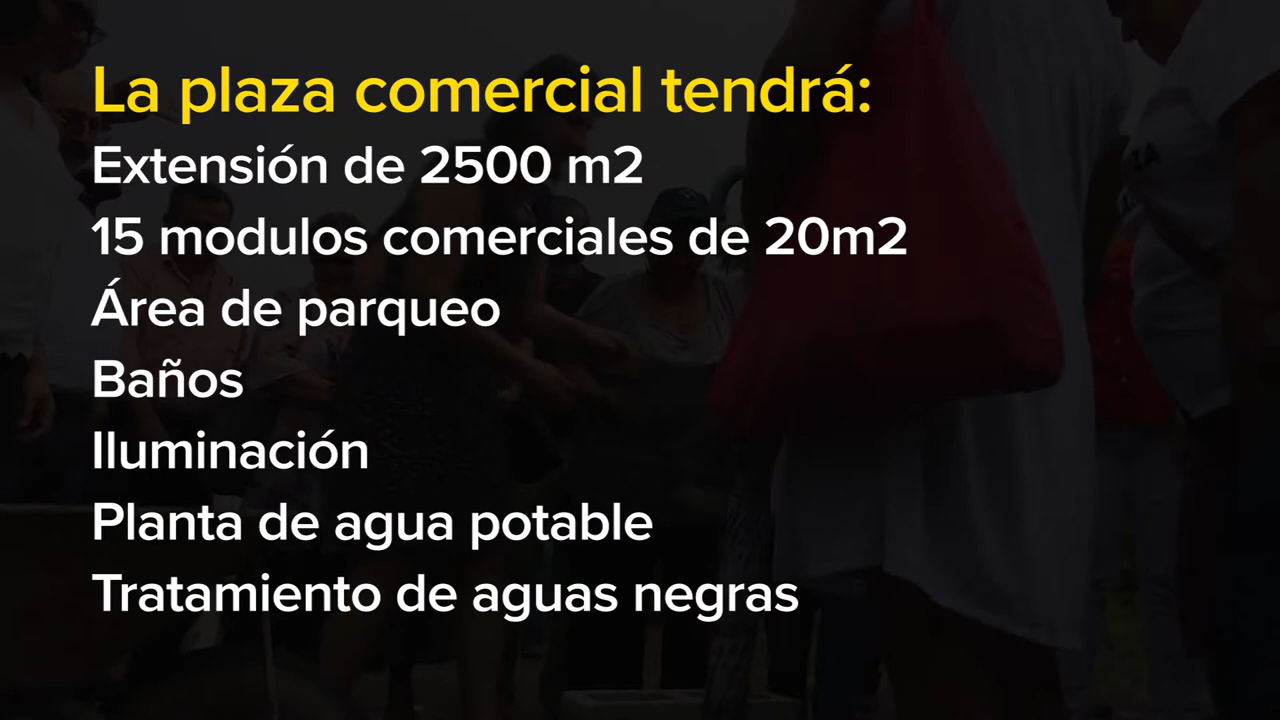 La plaza comercial tendrá:
Extensión de 2500 m2
15 modulos comerciales de 20m2
Área de parqueo
Baños
Iluminación
Planta de agua potable
Tratamiento de aguas negras